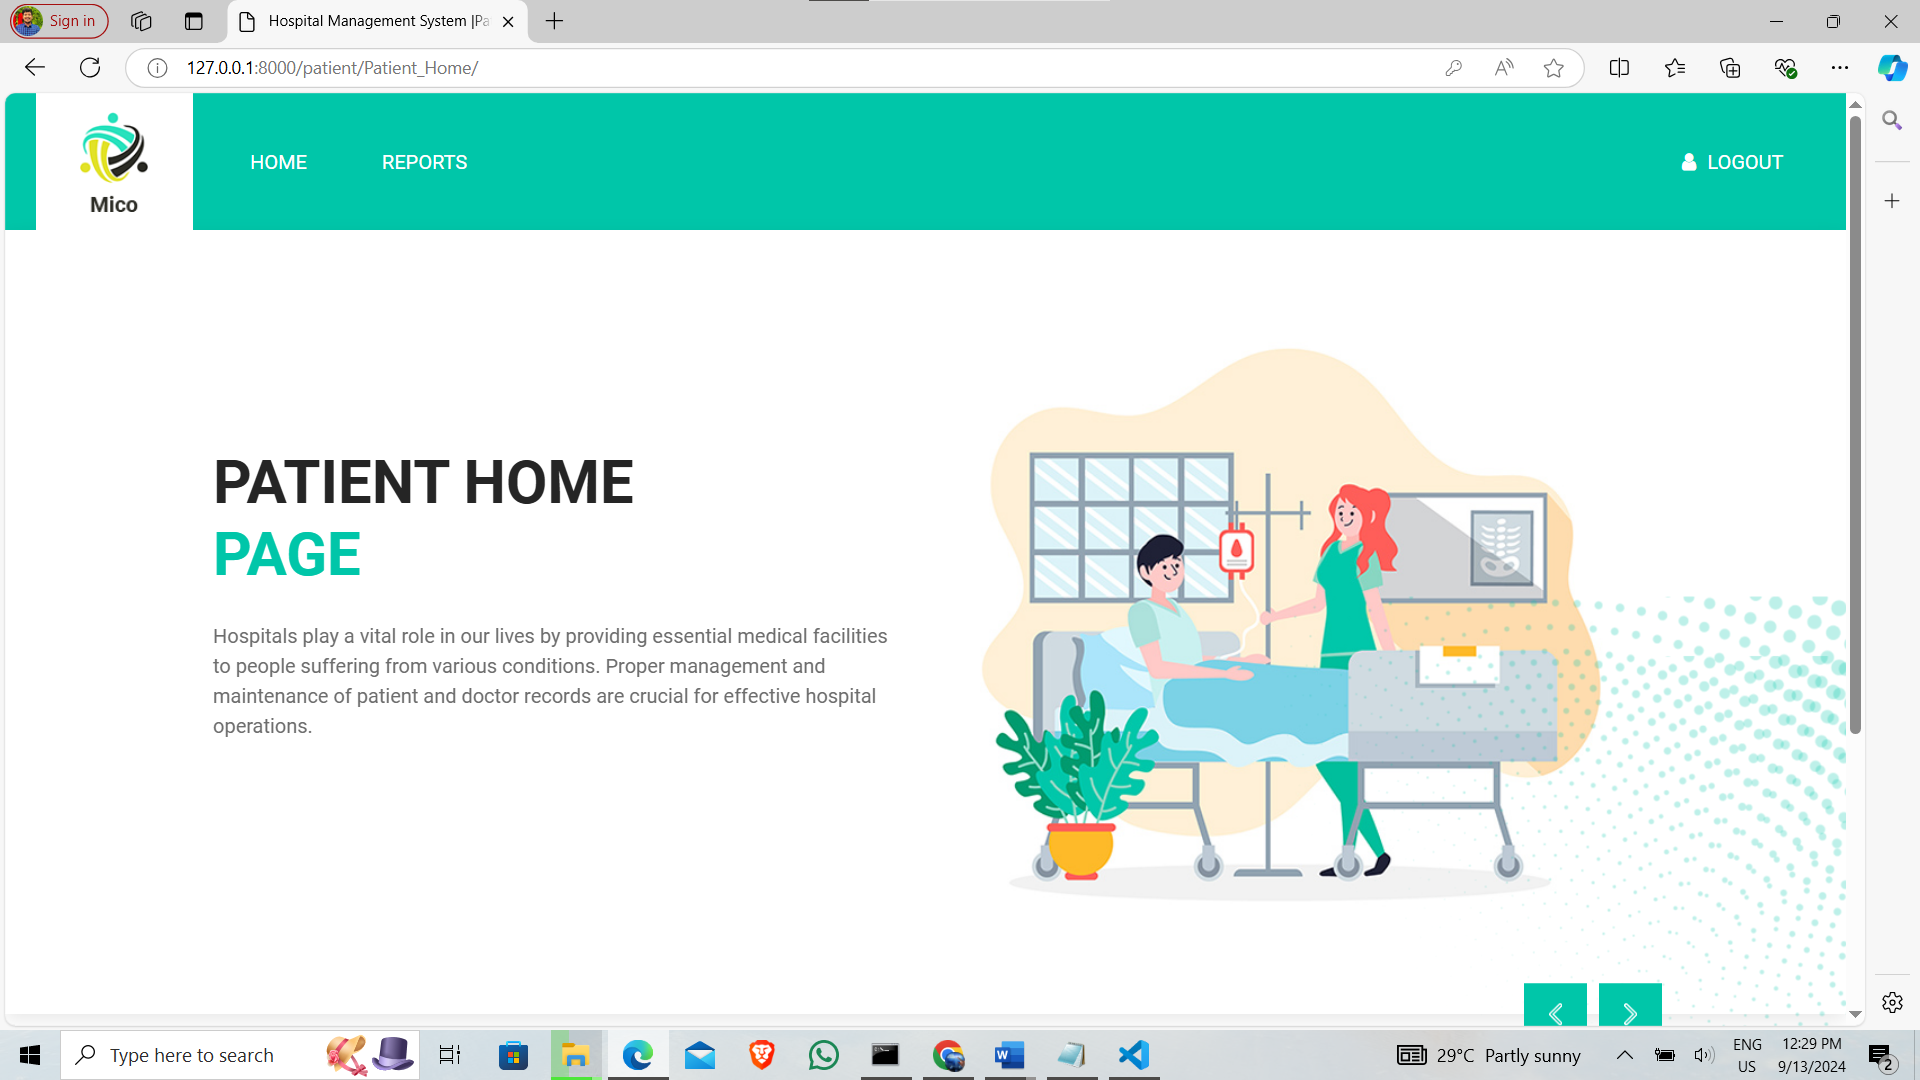 Sign in
Hospital Management System |Pa
127.0.0.1:8000/patient/Patient_Home/
Mico
HOME
REPORTS
LOGOUT
PATIENT HOME
PAGE
Hospitals play a vital role in our lives by providing essential medical facilities
to people suffering from various conditions. Proper management and
maintenance of patient and doctor records are crucial for effective hospital
operations.
Type here to search
29°C Partly sunny
ENG
US
12:29 PM
9/13/2024
2